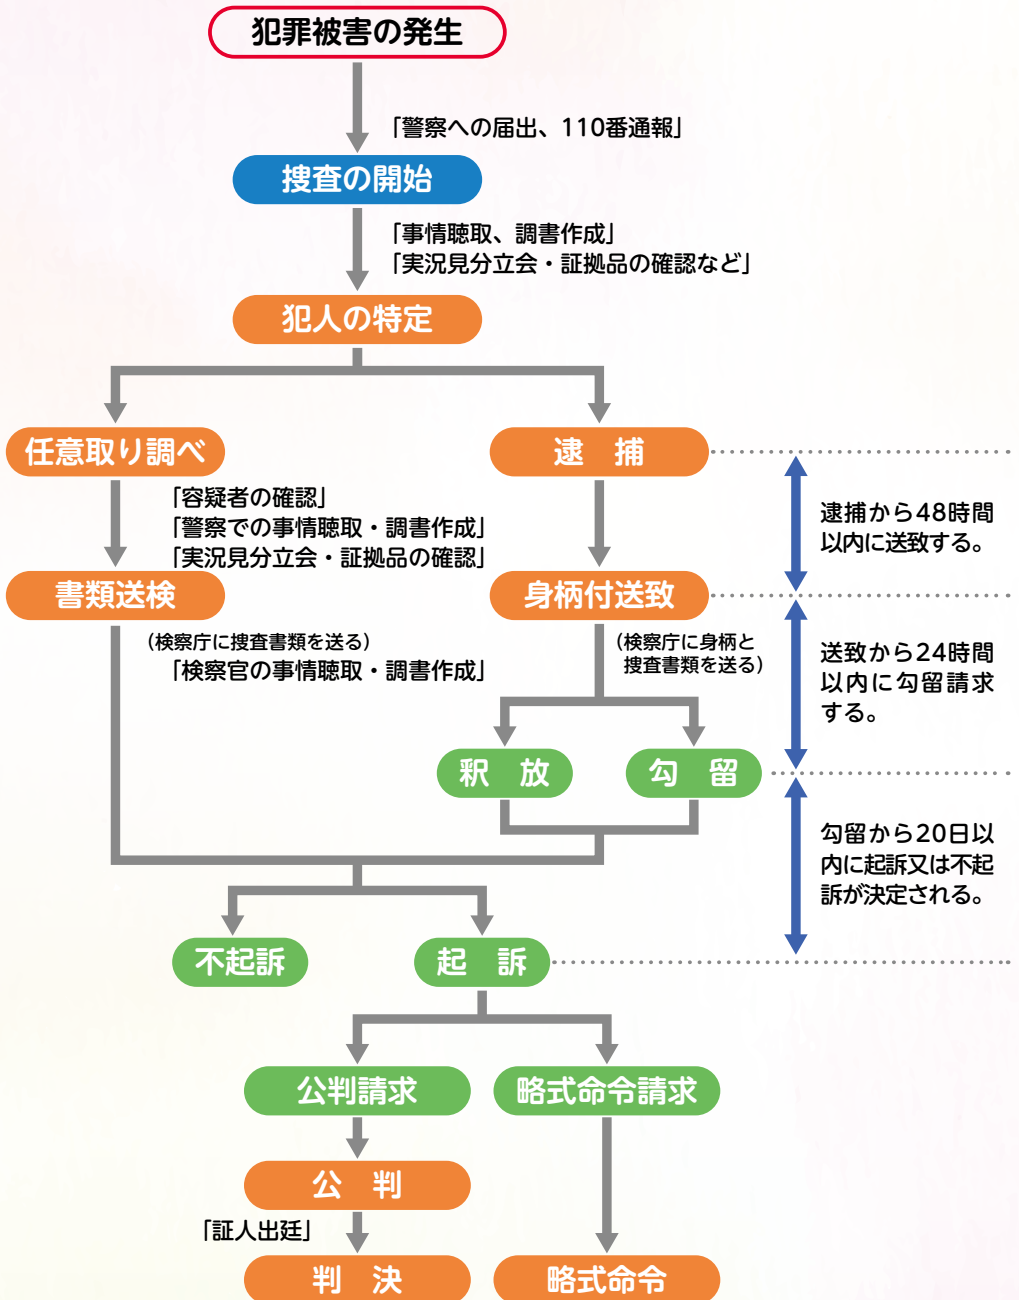 犯罪被害の発生
「警察への届出、110番通報」
捜査の開始
「事情聴取、調書作成」
「実況見分立会・証拠品の確認など」
犯人の特定
任意取り調べ
「容疑者の確認」
「警察での事情聴取・調書作成」
「実況見分立会・証拠品の確認」
書類送検
（検察庁に捜査書類を送る）
「検察官の事情聴取・調書作成」
逮　捕
逮捕から48時間
以内に送致する。
身柄付送致
（検察庁に身柄と
捜査書類を送る）
送致から24時間
以内に勾留請求
する。
釈　放
勾　留
勾留から20日以
内に起訴又は不起
訴が決定される。
不起訴
起　訴
公判請求
略式命令請求
公　判
「証人出廷」
判　決
略式命令